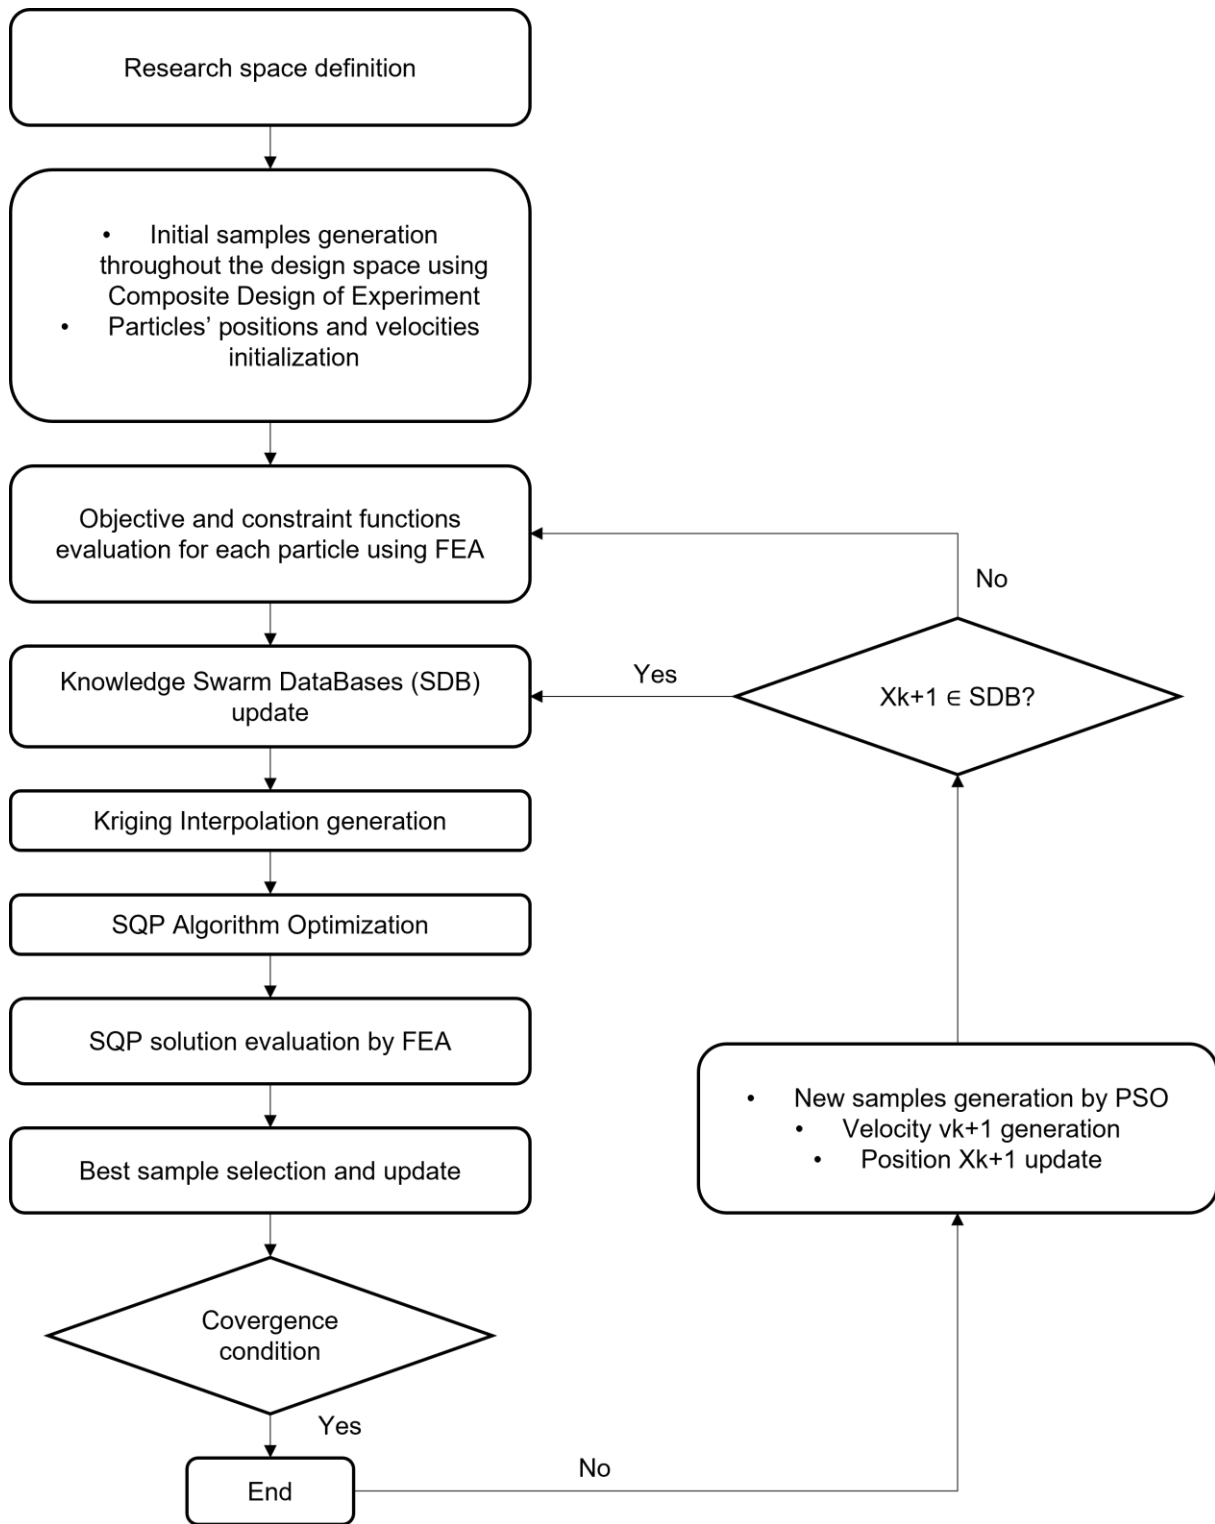 Research space definition
• Initial samples generation
throughout the design space using
Composite Design of Experiment
• Particles’ positions and velocities
initialization
Objective and constraint functions
evaluation for each particle using FEA
No
Knowledge Swarm DataBases (SDB)
update
Yes
Xk+1 ∈ SDB?
Kriging Interpolation generation
SQP Algorithm Optimization
SQP solution evaluation by FEA
• New samples generation by PSO
• Velocity vk+1 generation
• Position Xk+1 update
Best sample selection and update
Covergence
condition
Yes
No
End